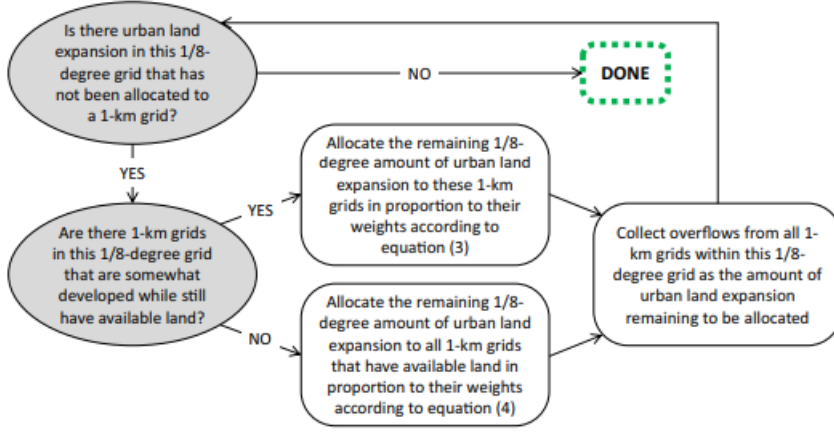 Is there urban land
expansion in this 1/8-
degree grid that has
not been allocated to
a 1-km grid?
NO
DONE
YES
Allocate the remaining 1/8-
degree amount of urban land
expansion to these 1-km
grids in proportion to their
weights according to
equation (3)
YES
Are there 1-km grids
in this 1/8-degree grid
that are somewhat
developed while still
have available land?
NO
Allocate the remaining 1/8-
degree amount of urban land
expansion to all 1-km grids
that have available land in
proportion to their weights
according to equation (4)
Collect overflows from all 1-
km grids within this 1/8-
degree grid as the amount of
urban land expansion
remaining to be allocated